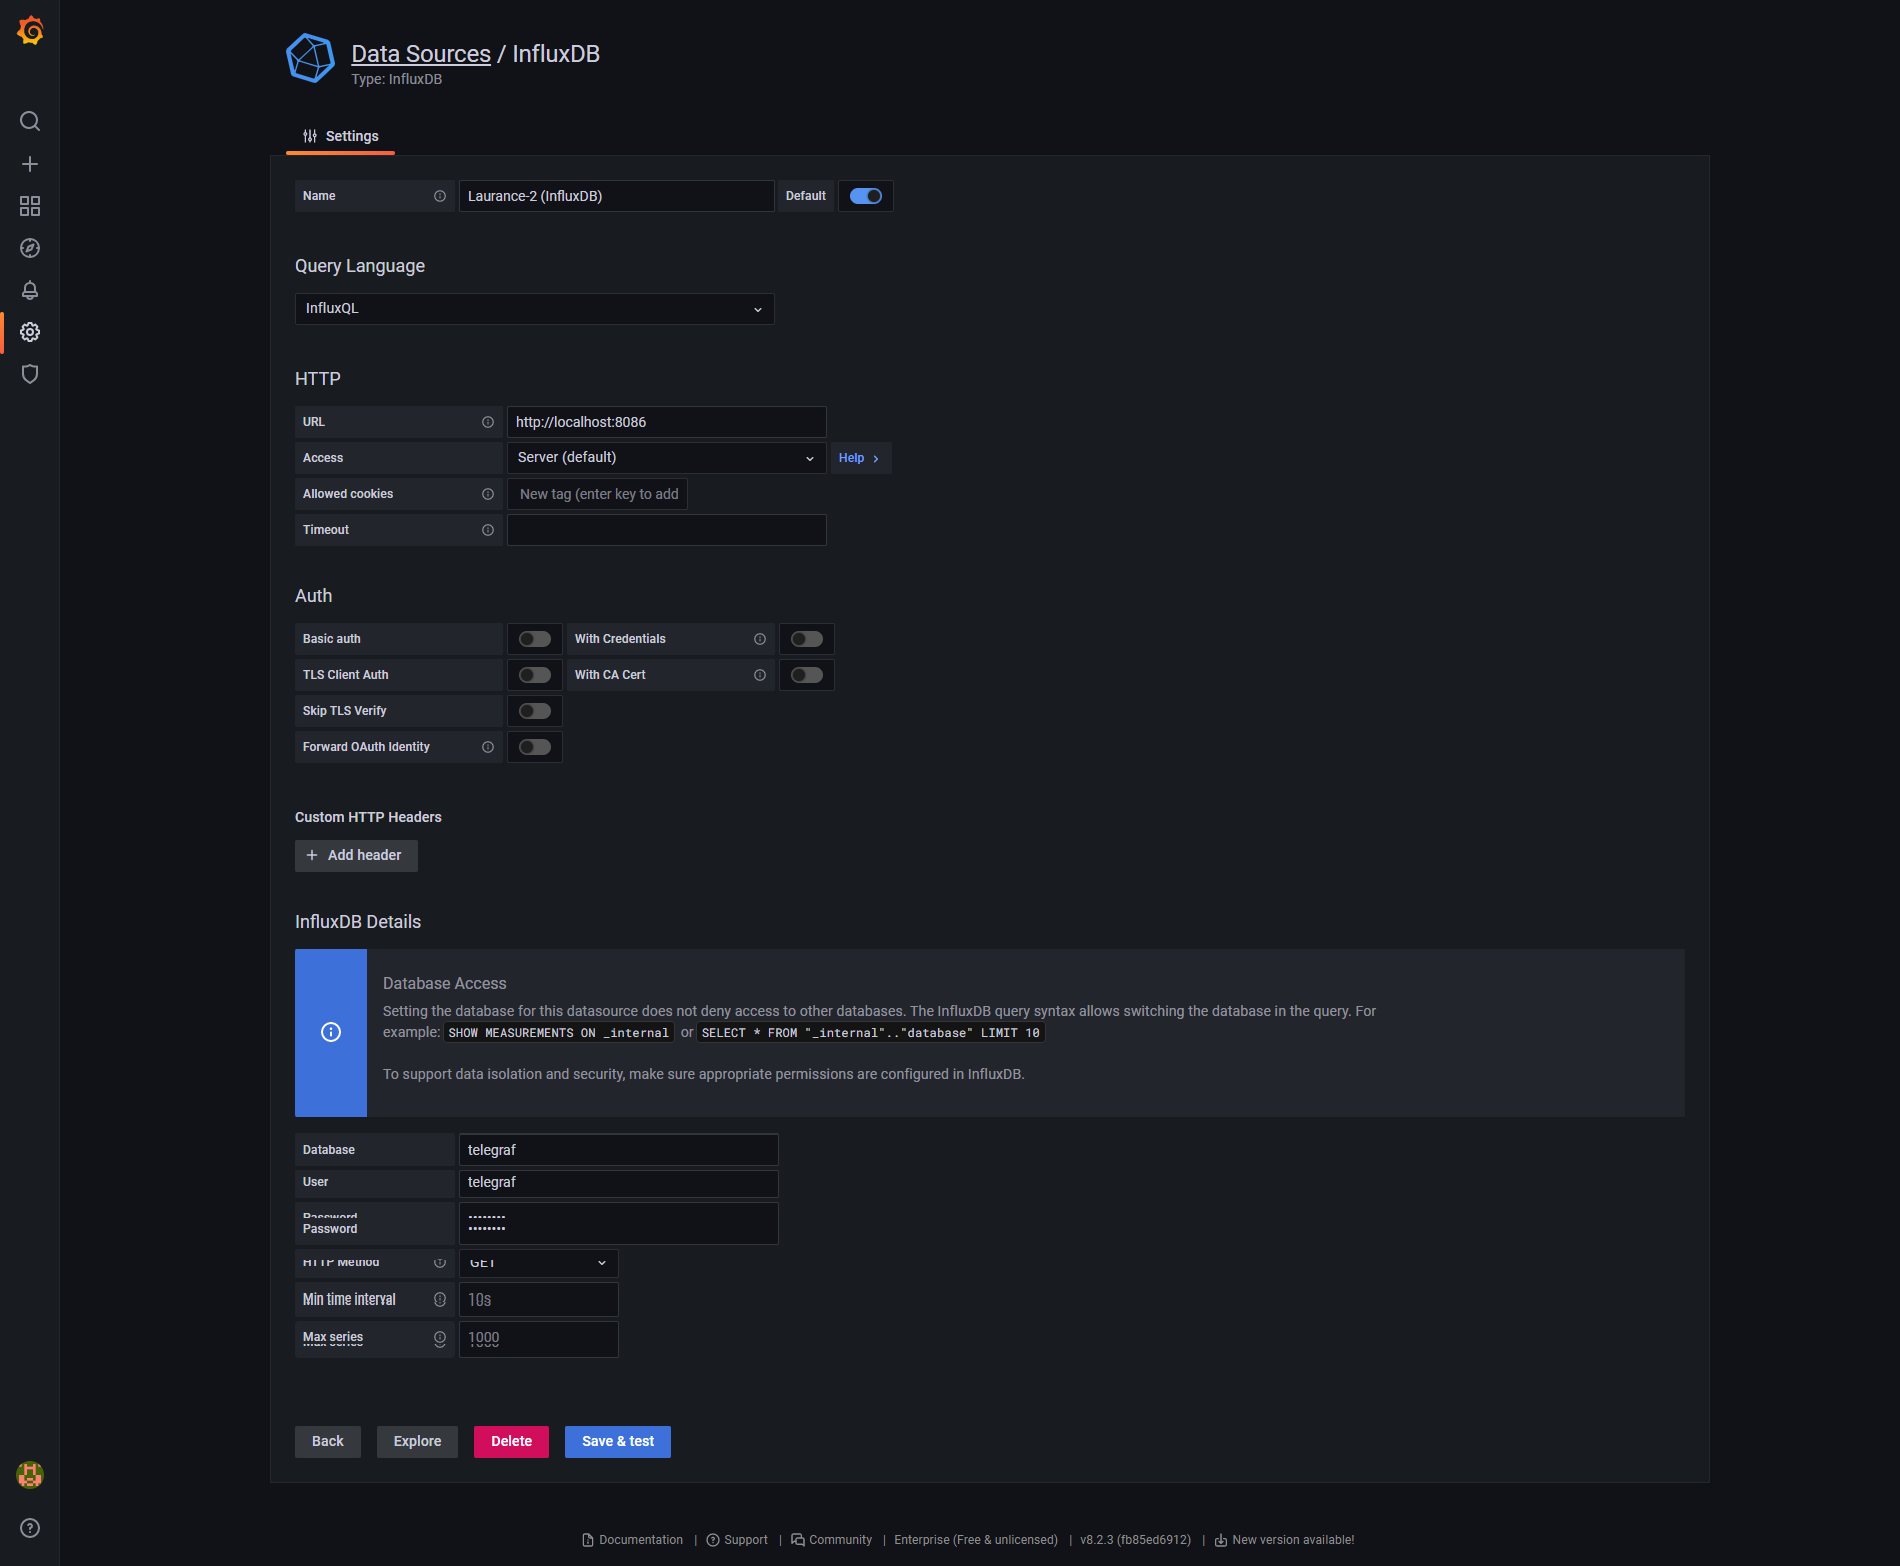 Data Sources / InfluxDB
Type: InfluxDB
Settings
Name Laurance-2 (InfluxDB) Default
Query Language
InfluxQL
HTTP
URL http://localhost:8086
Access Server (default) Help
Allowed cookies New tag (enter key to add
Timeout
Auth
Basic auth With Credentials
TLS Client Auth With CA Cert
Skip TLS Verify
Forward OAuth Identity
Custom HTTP Headers
+ Add header
InfluxDB Details
Database Access
Setting the database for this datasource does not deny access to other databases. The InfluxDB query syntax allows switching the database in the query. For
example: SHOW MEASUREMENTS ON _internal or SELECT * FROM "_internal".."database" LIMIT 10
To support data isolation and security, make sure appropriate permissions are configured in InfluxDB.
Database telegraf
User telegraf
Password
Password ••••••••
HTTP Method GET
Min time interval 10s
Max series 1000
Back Explore Delete Save & test
Documentation | Support | Community | Enterprise (Free & unlicensed) | v8.2.3 (fb85ed6912) | New version available!